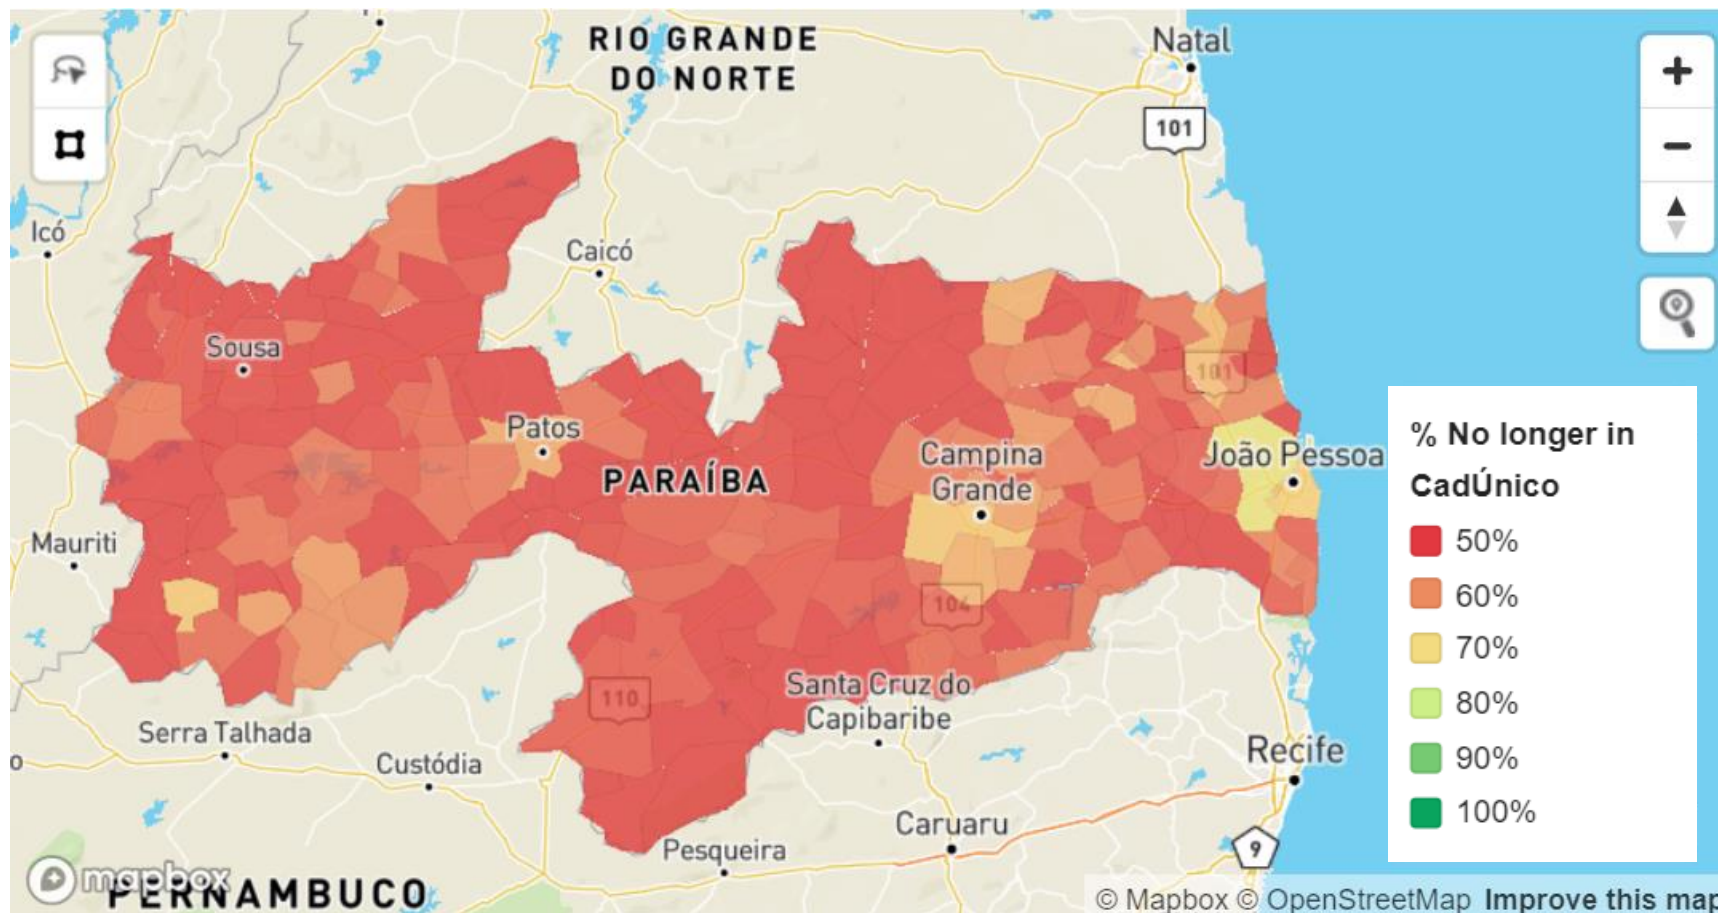 RIO GRANDE
DO NORTE
Natal
101
Icó
Caicó
Sousa
101
Patos
Campina
Grande
João Pessoa
PARAÍBA
Mauriti
104
110
Santa Cruz do
Capibaribe
Serra Talhada
Custódia
Recife
Caruaru
Pesqueira
9
mapbox
PERNAMBUCO
% No longer in
CadÚnico
50%
60%
70%
80%
90%
100%
© Mapbox © OpenStreetMap Improve this map